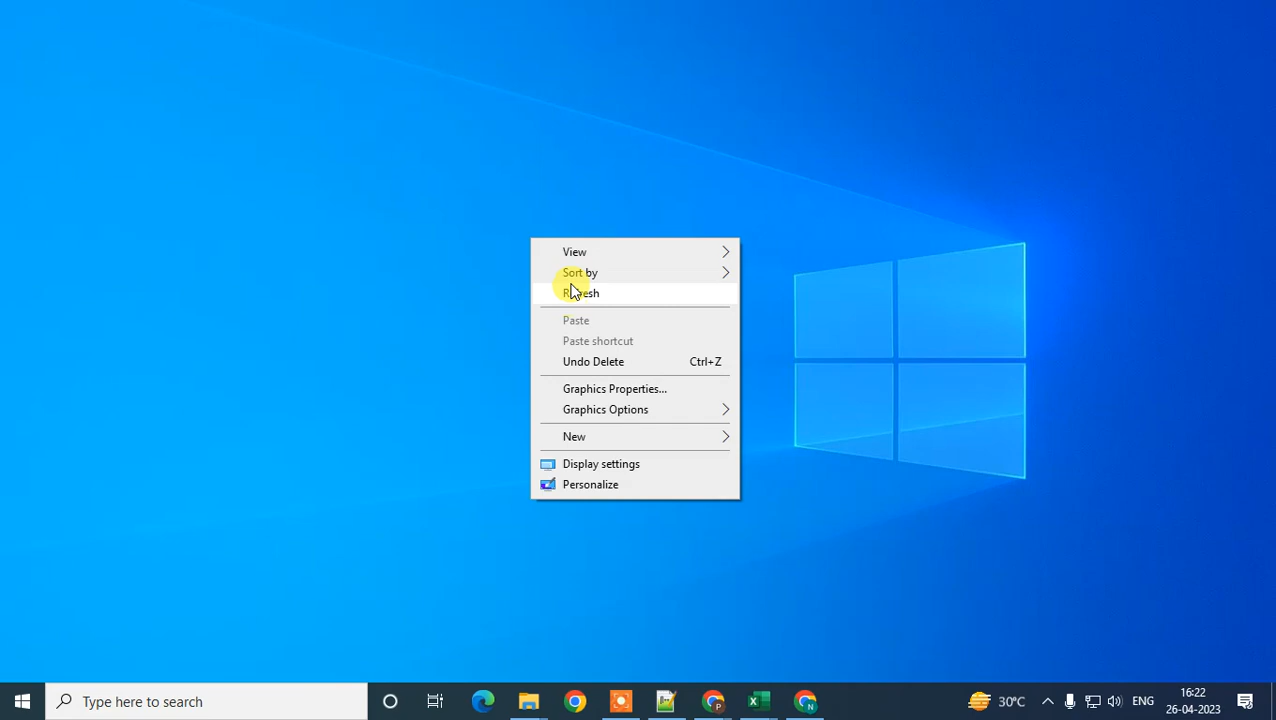 View
Sort by
Refresh
Paste
Paste shortcut
Undo Delete Ctrl+Z
Graphics Properties...
Graphics Options
New
Display settings
Personalize
Type here to search
P
N
30°C
ENG
16:22
26-04-2023